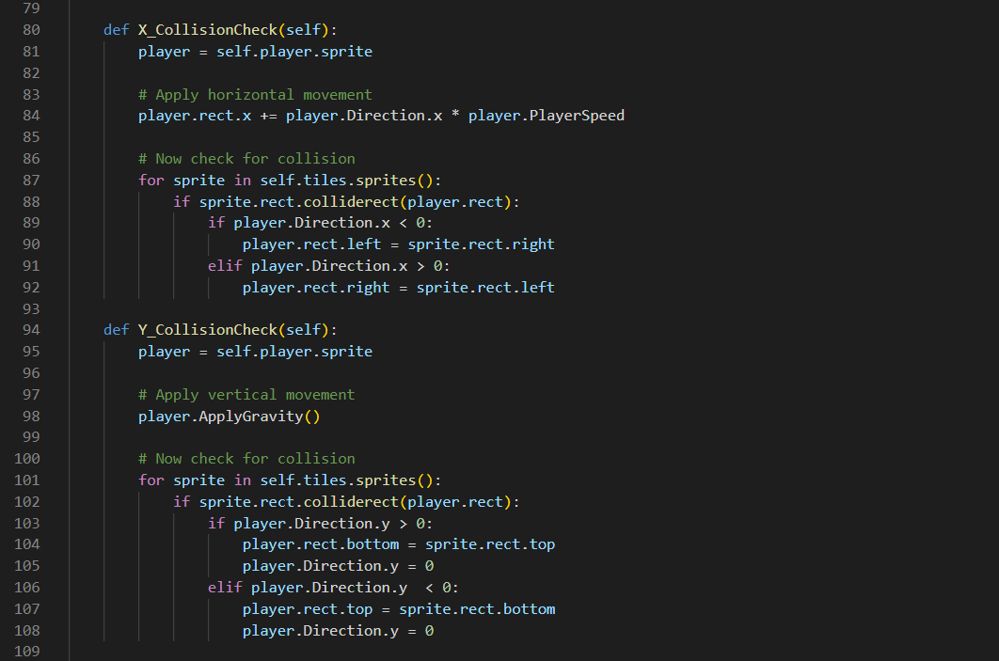 79
80 def X_CollisionCheck(self):
81 player = self.player.sprite
82
83 # Apply horizontal movement
84 player.rect.x += player.Direction.x * player.PlayerSpeed
85
86 # Now check for collision
87 for sprite in self.tiles.sprites():
88 if sprite.rect.colliderect(player.rect):
89 if player.Direction.x < 0:
90 player.rect.left = sprite.rect.right
91 elif player.Direction.x > 0:
92 player.rect.right = sprite.rect.left
93
94 def Y_CollisionCheck(self):
95 player = self.player.sprite
96
97 # Apply vertical movement
98 player.ApplyGravity()
99
100 # Now check for collision
101 for sprite in self.tiles.sprites():
102 if sprite.rect.colliderect(player.rect):
103 if player.Direction.y > 0:
104 player.rect.bottom = sprite.rect.top
105 player.Direction.y = 0
106 elif player.Direction.y  < 0:
107 player.rect.top = sprite.rect.bottom
108 player.Direction.y = 0
109